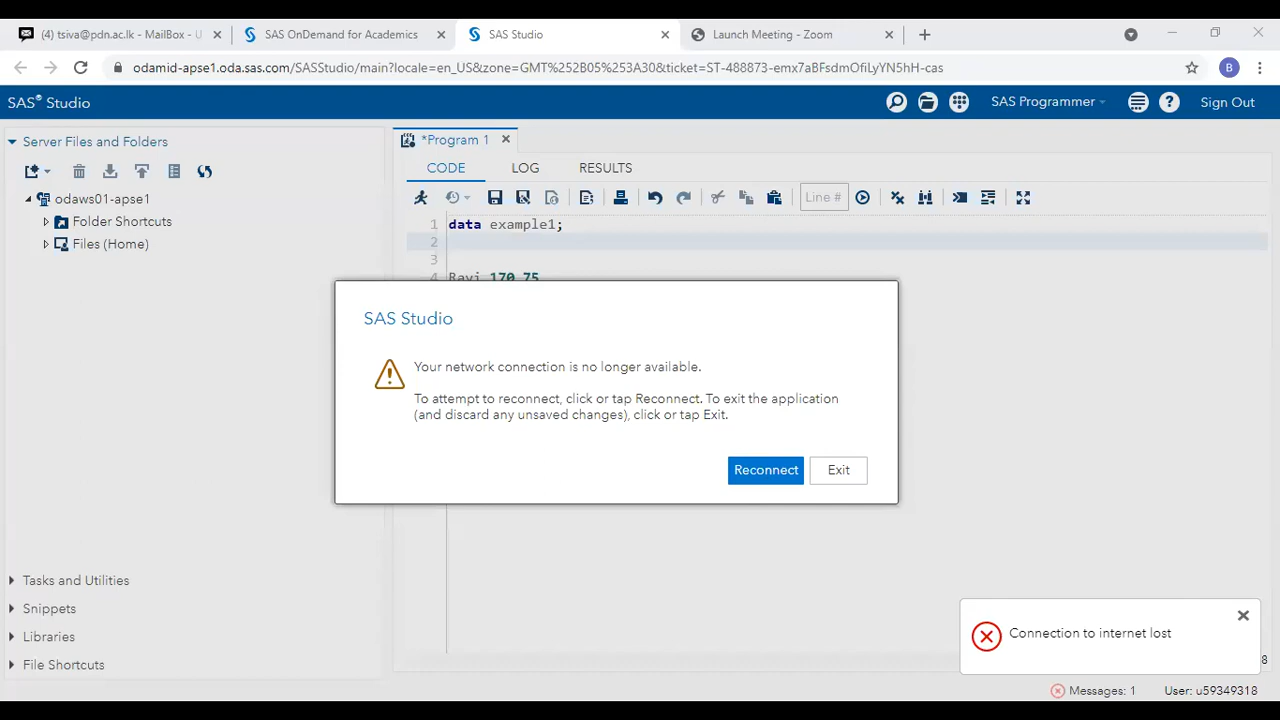 (4) tsiva@pdn.ac.lk - MailBox - U
SAS OnDemand for Academics
SAS Studio
Launch Meeting - Zoom
odamid-apse1.oda.sas.com/SASStudio/main?locale=en_US&zone=GMT%252B05%253A30&ticket=ST-488873-emx7aBFsdmOfiLyYN5hH-cas
B
SAS® Studio
SAS Programmer
Sign Out
Server Files and Folders
odaws01-apse1
Folder Shortcuts
Files (Home)
Tasks and Utilities
Snippets
Libraries
File Shortcuts
*Program 1
CODE
LOG
RESULTS
Line #
1 data example1;
2
3
4 Ravi 170 75
SAS Studio
Your network connection is no longer available.
To attempt to reconnect, click or tap Reconnect. To exit the application
(and discard any unsaved changes), click or tap Exit.
Reconnect
Exit
Connection to internet lost
8
Messages: 1
User: u59349318